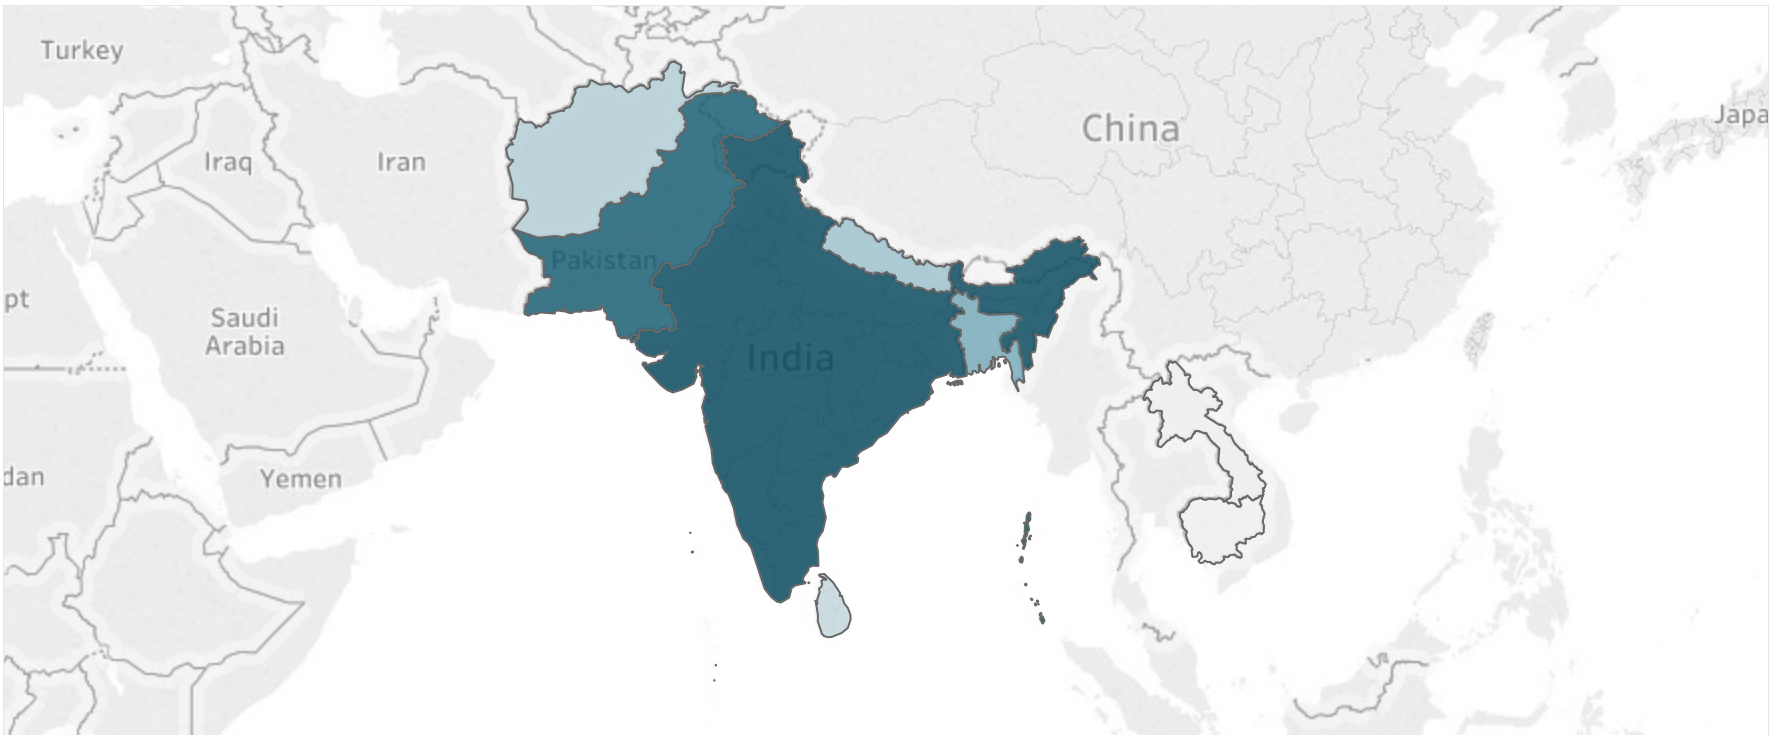 Turkey
China
Japa
Iraq
Iran
Pakistan
pt
Saudi
Arabia
India
dan
Yemen